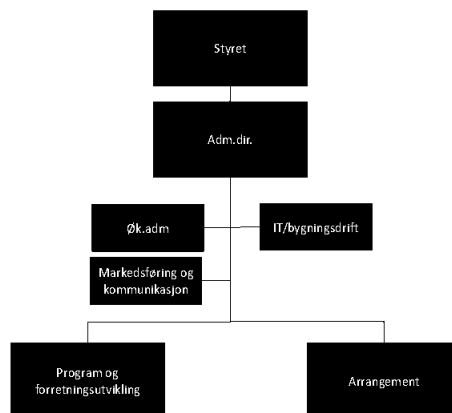 Styret
Adm.dir.
Øk.adm
IT/bygningsdrift
Markedsføring og
kommunikasjon
Program og
forretningsutvikling
Arrangement